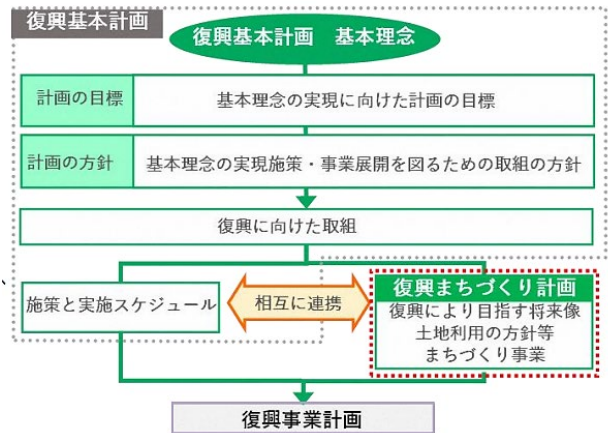 復興基本計画
復興基本計画　基本理念
計画の目標
基本理念の実現に向けた計画の目標
計画の方針
基本理念の実現施策・事業展開を図るための取組の方針
復興に向けた取組
、
施策と実施スケジュール
相互に連携
復興まちづくり計画
復興により目指す将来像
土地利用の方針等
まちづくり事業
復興事業計画